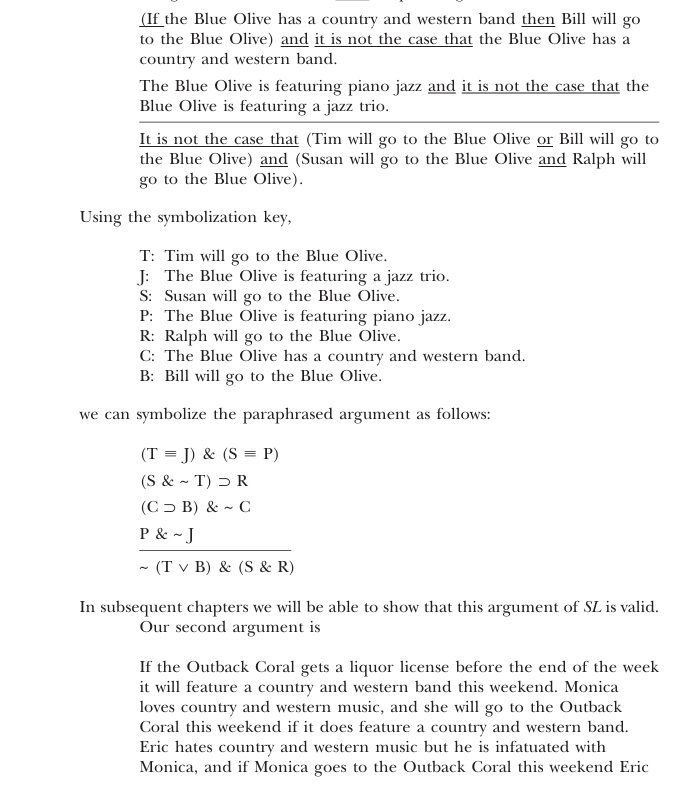 (If the Blue Olive has a country and western band then Bill will go
to the Blue Olive) and it is not the case that the Blue Olive has a
country and western band.
The Blue Olive is featuring piano jazz and it is not the case that the
Blue Olive is featuring a jazz trio.
It is not the case that (Tim will go to the Blue Olive or Bill will go to
the Blue Olive) and (Susan will go to the Blue Olive and Ralph will
go to the Blue Olive).
Using the symbolization key,
T: Tim will go to the Blue Olive.
J: The Blue Olive is featuring a jazz trio.
S: Susan will go to the Blue Olive.
P: The Blue Olive is featuring piano jazz.
R: Ralph will go to the Blue Olive.
C: The Blue Olive has a country and western band.
B: Bill will go to the Blue Olive.
we can symbolize the paraphrased argument as follows:
(T ≡ J) & (S ≡ P)
(S & ~ T) ⊃ R
(C ⊃ B) & ~ C
P & ~ J
~ (T ∨ B) & (S & R)
In subsequent chapters we will be able to show that this argument of SL is valid.
Our second argument is
If the Outback Coral gets a liquor license before the end of the week
it will feature a country and western band this weekend. Monica
loves country and western music, and she will go to the Outback
Coral this weekend if it does feature a country and western band.
Eric hates country and western music but he is infatuated with
Monica, and if Monica goes to the Outback Coral this weekend Eric